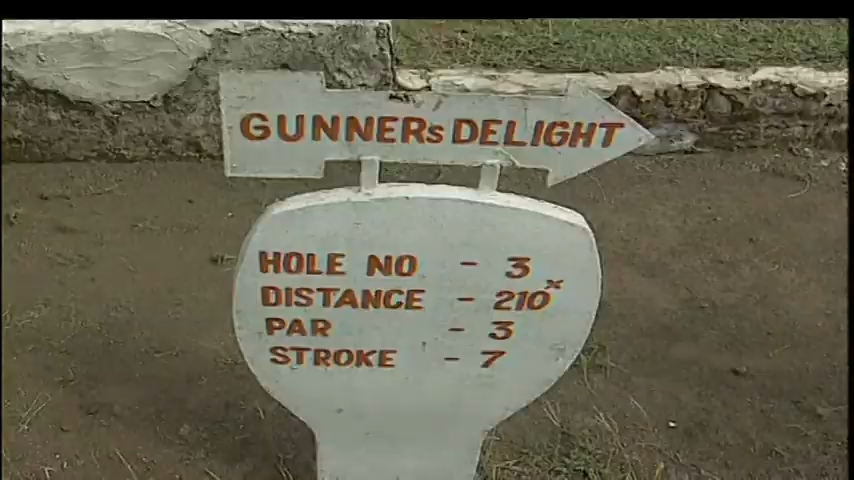 GUNNERs DELIGHT
HOLE NO - 3
DISTANCE - 210x
PAR - 3
STROKE - 7